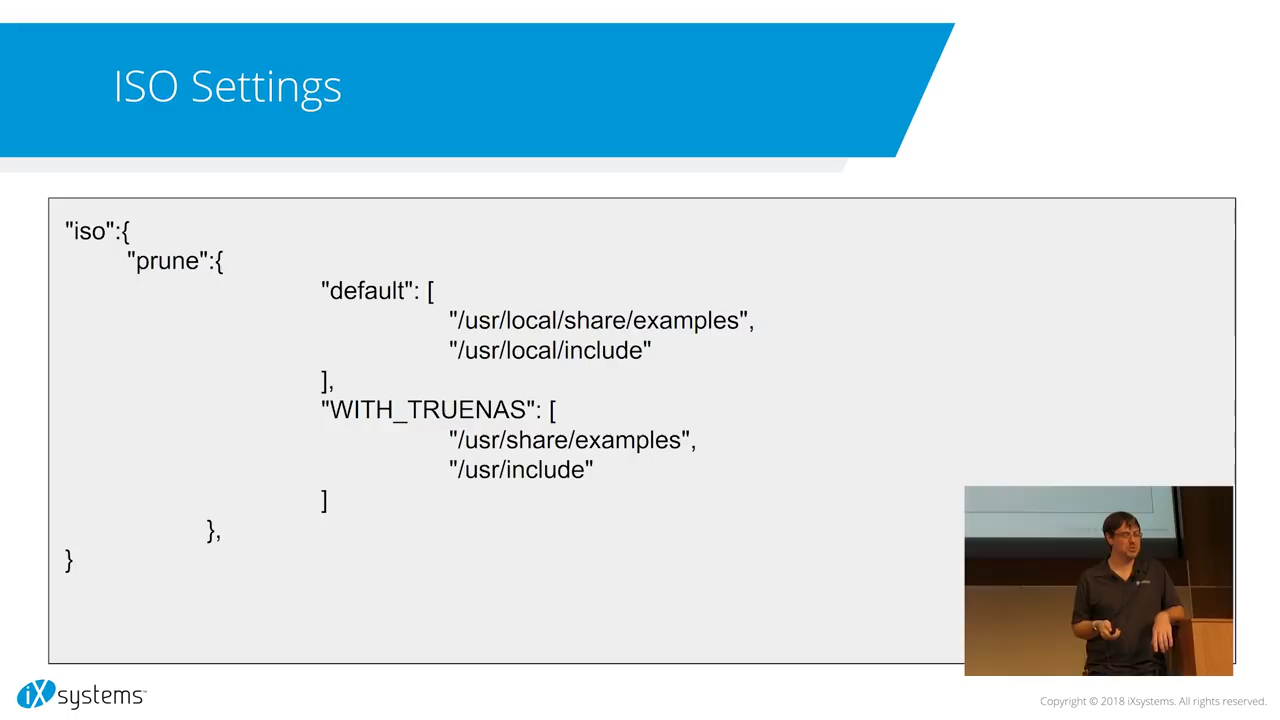 ISO Settings
"iso":{
"prune":{
"default": [
"/usr/local/share/examples",
"/usr/local/include"
],
"WITH_TRUENAS": [
"/usr/share/examples",
"/usr/include"
]
},
}
iXsystems™
Copyright © 2018 iXsystems. All rights reserved.